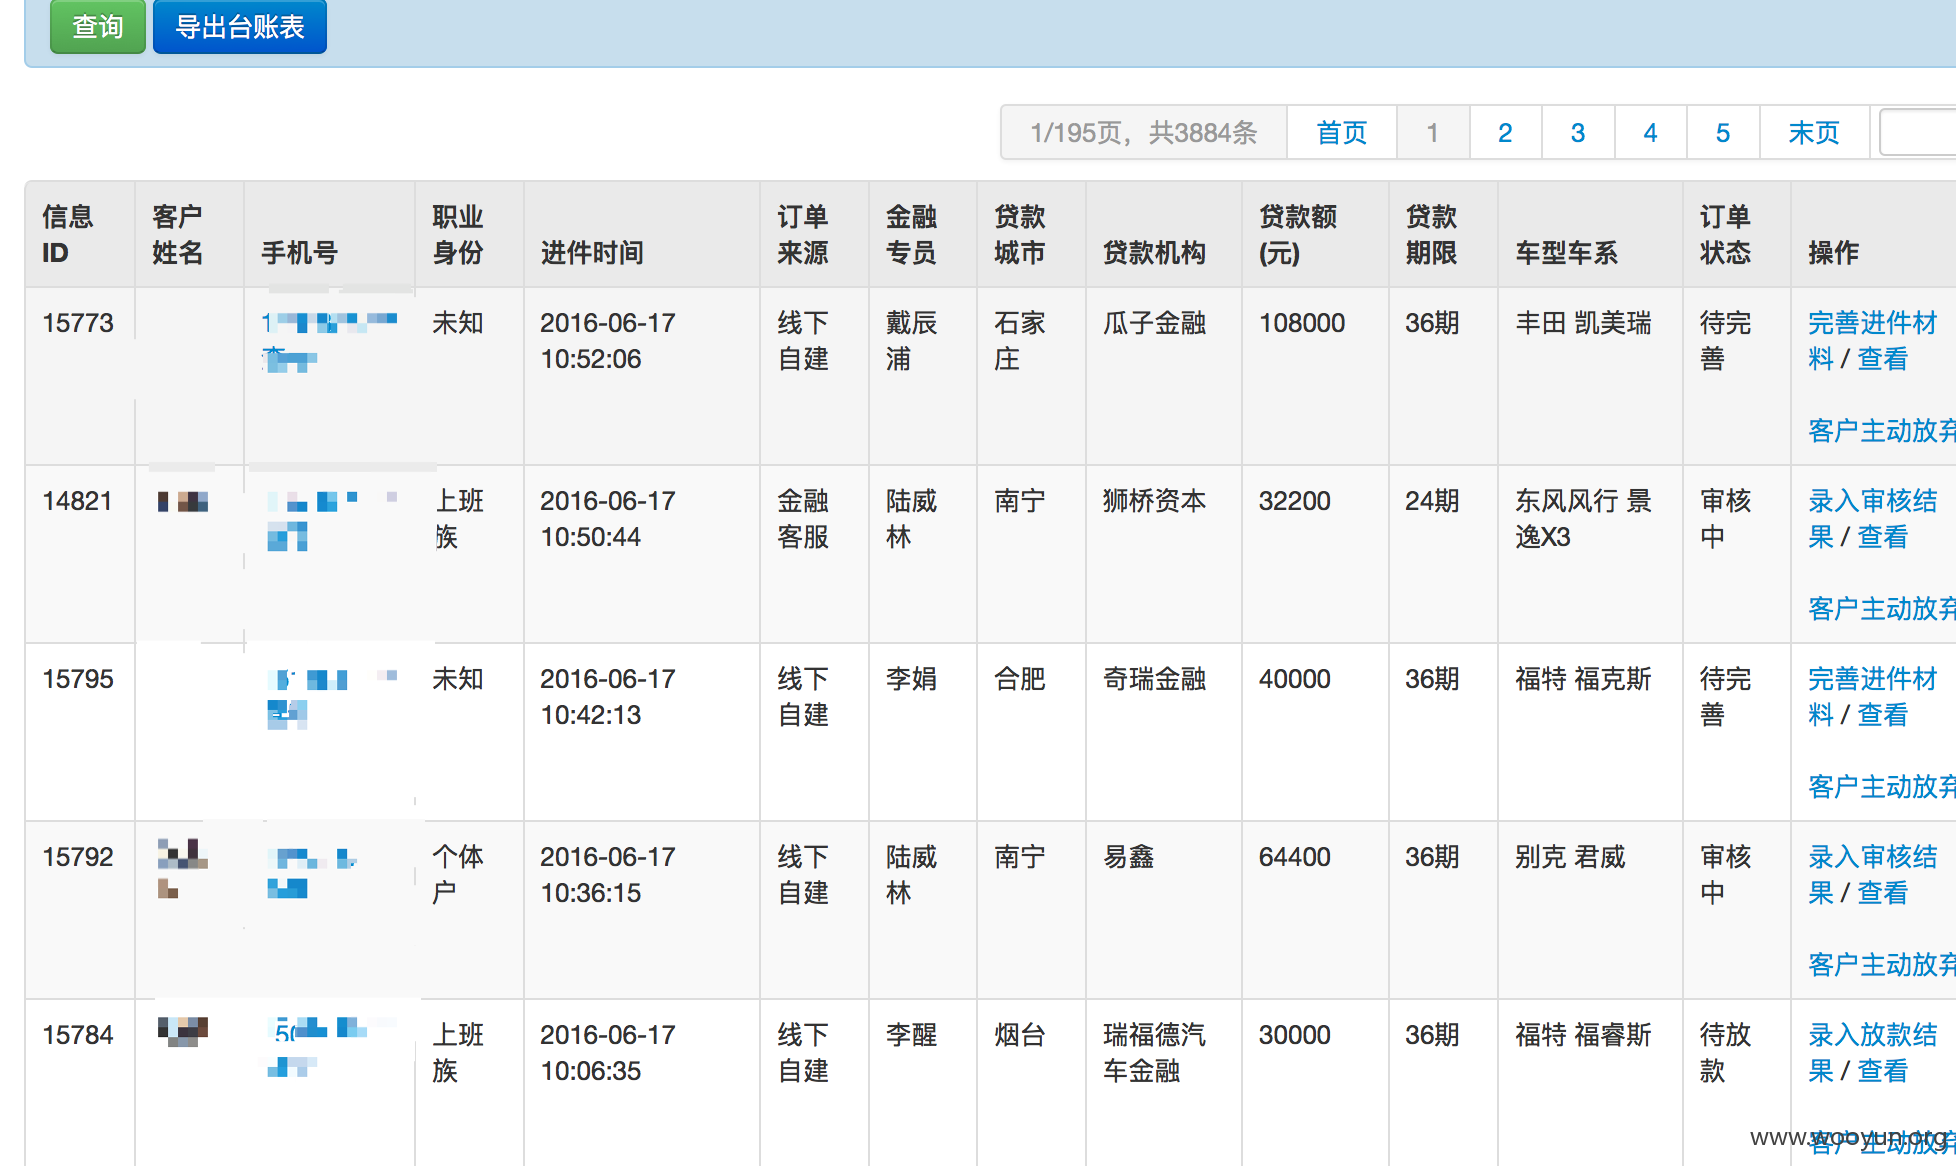 查询 导出台账表
1/195页，共3884条 首页 1 2 3 4 5 末页
信息 客户 职业 订单 金融 贷款 贷款额 贷款 订单
ID 姓名 手机号 身份 进件时间 来源 专员 城市 贷款机构 (元) 期限 车型车系 状态 操作
15773 未知 2016-06-17 线下 戴辰 石家 瓜子金融 108000 36期 丰田 凯美瑞 待完 完善进件材
10:52:06 自建 浦 庄 善 料 / 查看
客户主动放弃
14821 上班 2016-06-17 金融 陆威 南宁 狮桥资本 32200 24期 东风风行 景 审核 录入审核结
族 10:50:44 客服 林 逸X3 中 果 / 查看
客户主动放弃
15795 未知 2016-06-17 线下 李娟 合肥 奇瑞金融 40000 36期 福特 福克斯 待完 完善进件材
10:42:13 自建 善 料 / 查看
客户主动放弃
15792 个体 2016-06-17 线下 陆威 南宁 易鑫 64400 36期 别克 君威 审核 录入审核结
户 10:36:15 自建 林 中 果 / 查看
客户主动放弃
15784 上班 2016-06-17 线下 李醒 烟台 瑞福德汽 30000 36期 福特 福睿斯 待放 录入放款结
族 10:06:35 自建 车金融 款 果 / 查看
客户主动放弃
www.wooyun.org